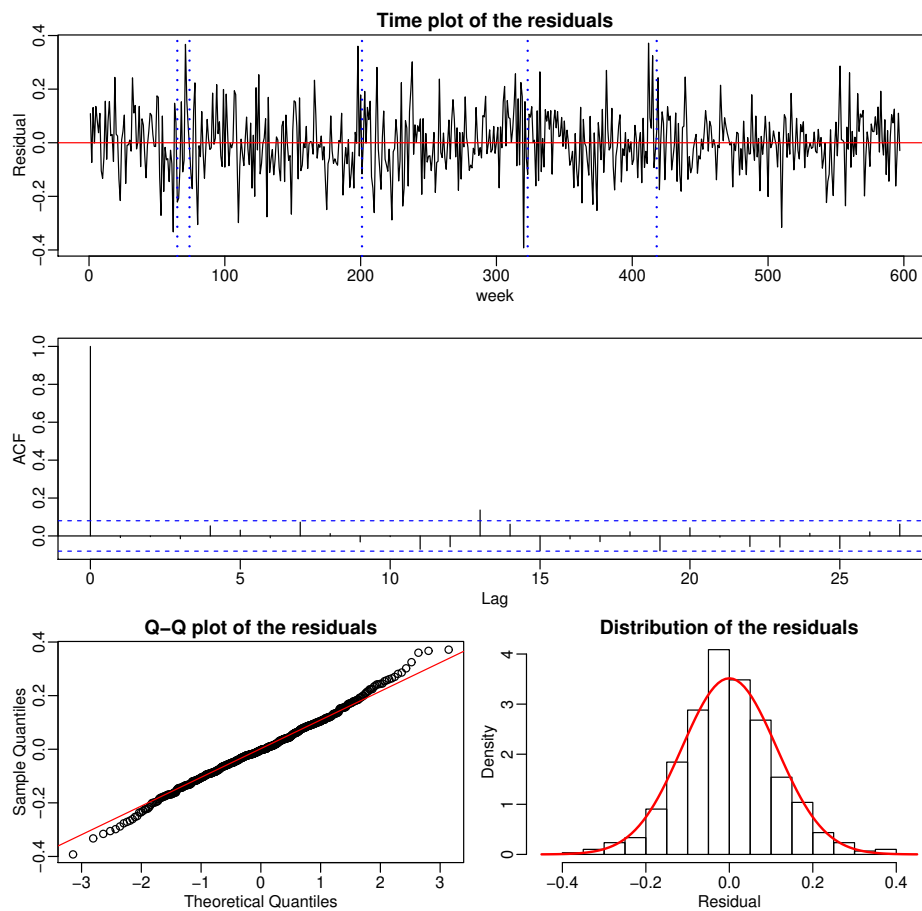 Time plot of the residuals
Residual
−0.4 −0.2 0.0 0.2 0.4
0 100 200 300 400 500 600
week
ACF
0.0 0.2 0.4 0.6 0.8 1.0
0 5 10 15 20 25
Lag
Q−Q plot of the residuals
Sample Quantiles
−0.4 −0.2 0.0 0.2 0.4
−3 −2 −1 0 1 2 3
Theoretical Quantiles
Distribution of the residuals
Density
0 1 2 3 4
−0.4 −0.2 0.0 0.2 0.4
Residual